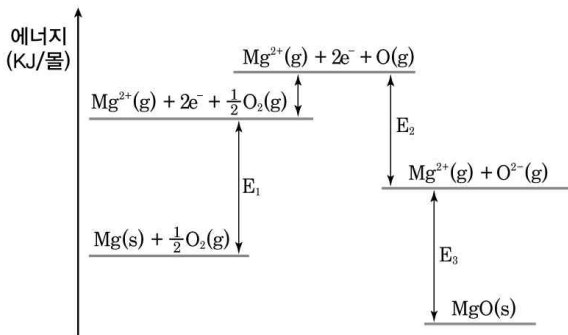 에너지
(KJ/몰)
Mg²⁺(g) + 2e⁻ + O(g)
Mg²⁺(g) + 2e⁻ + ½O₂(g)
E₂
Mg²⁺(g) + O²⁻(g)
E₁
Mg(s) + ½O₂(g)
E₃
MgO(s)